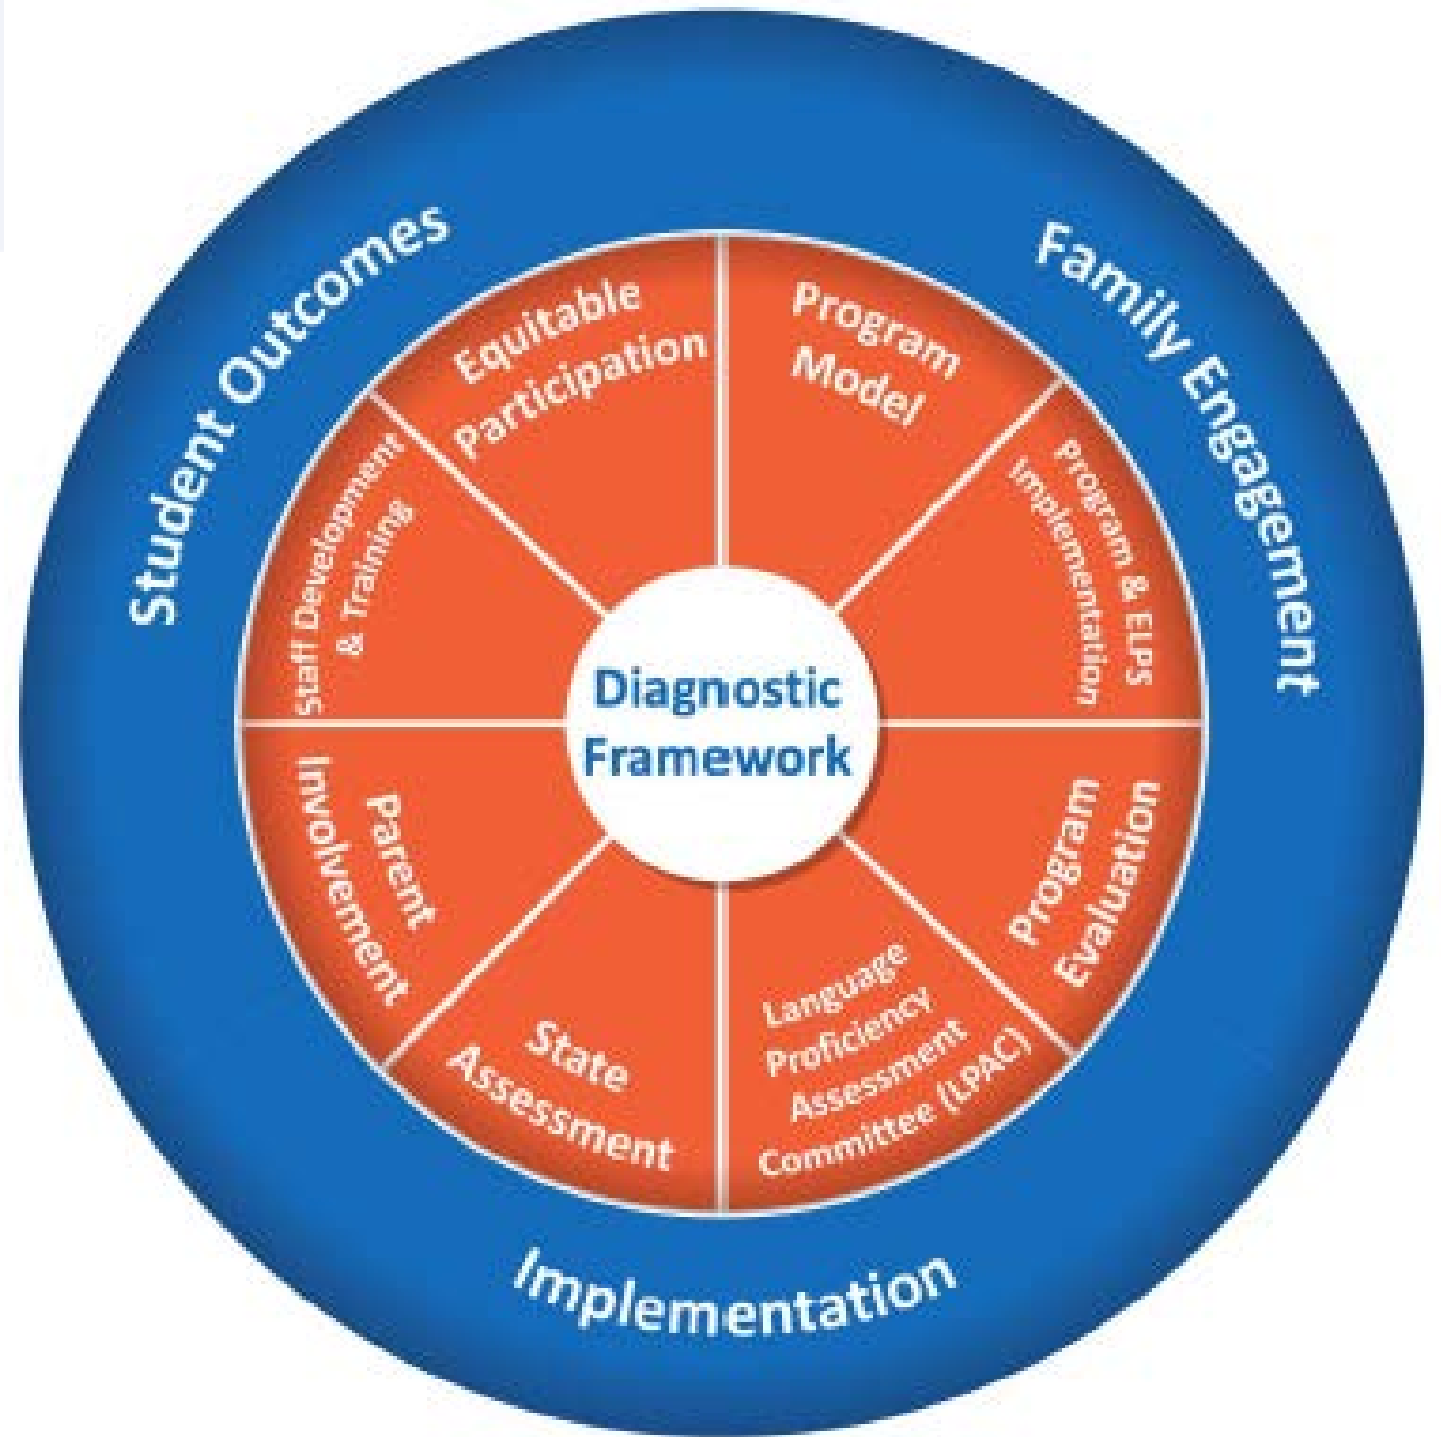 Student Outcomes
Family Engagement
Implementation
Equitable
Participation
Program
Model
Program & ELPS
Implementation
Program
Evaluation
Language
Proficiency
Assessment
Committee (LPAC)
State
Assessment
Parent
Involvement
Staff Development
& Training
Diagnostic
Framework